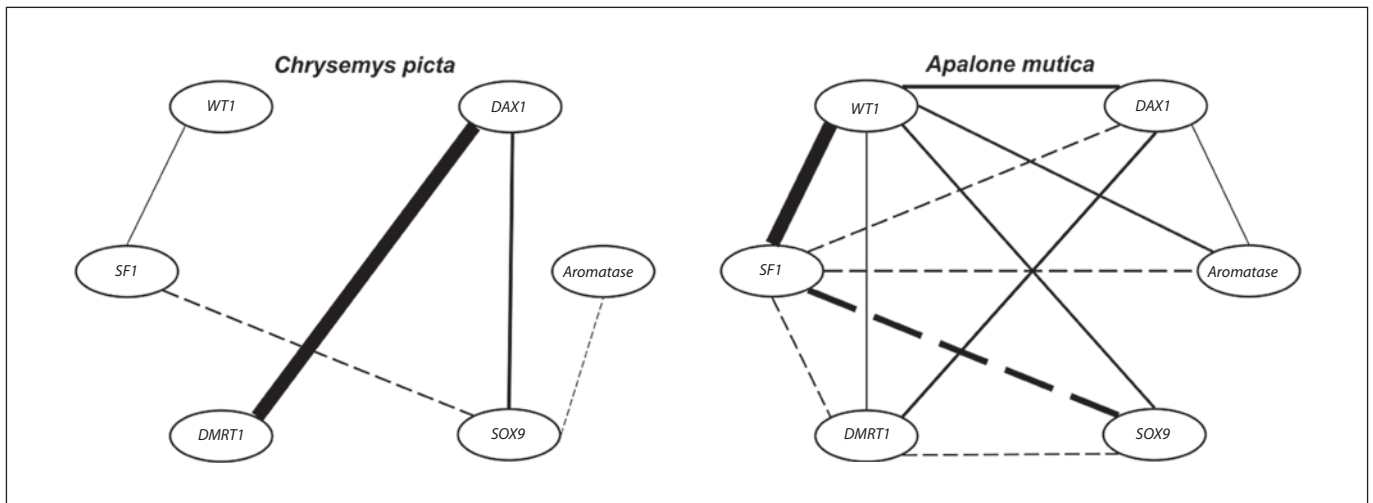 Chrysemys picta
WT1
DAX1
SF1
Aromatase
DMRT1
SOX9
Apalone mutica
WT1
DAX1
SF1
Aromatase
DMRT1
SOX9